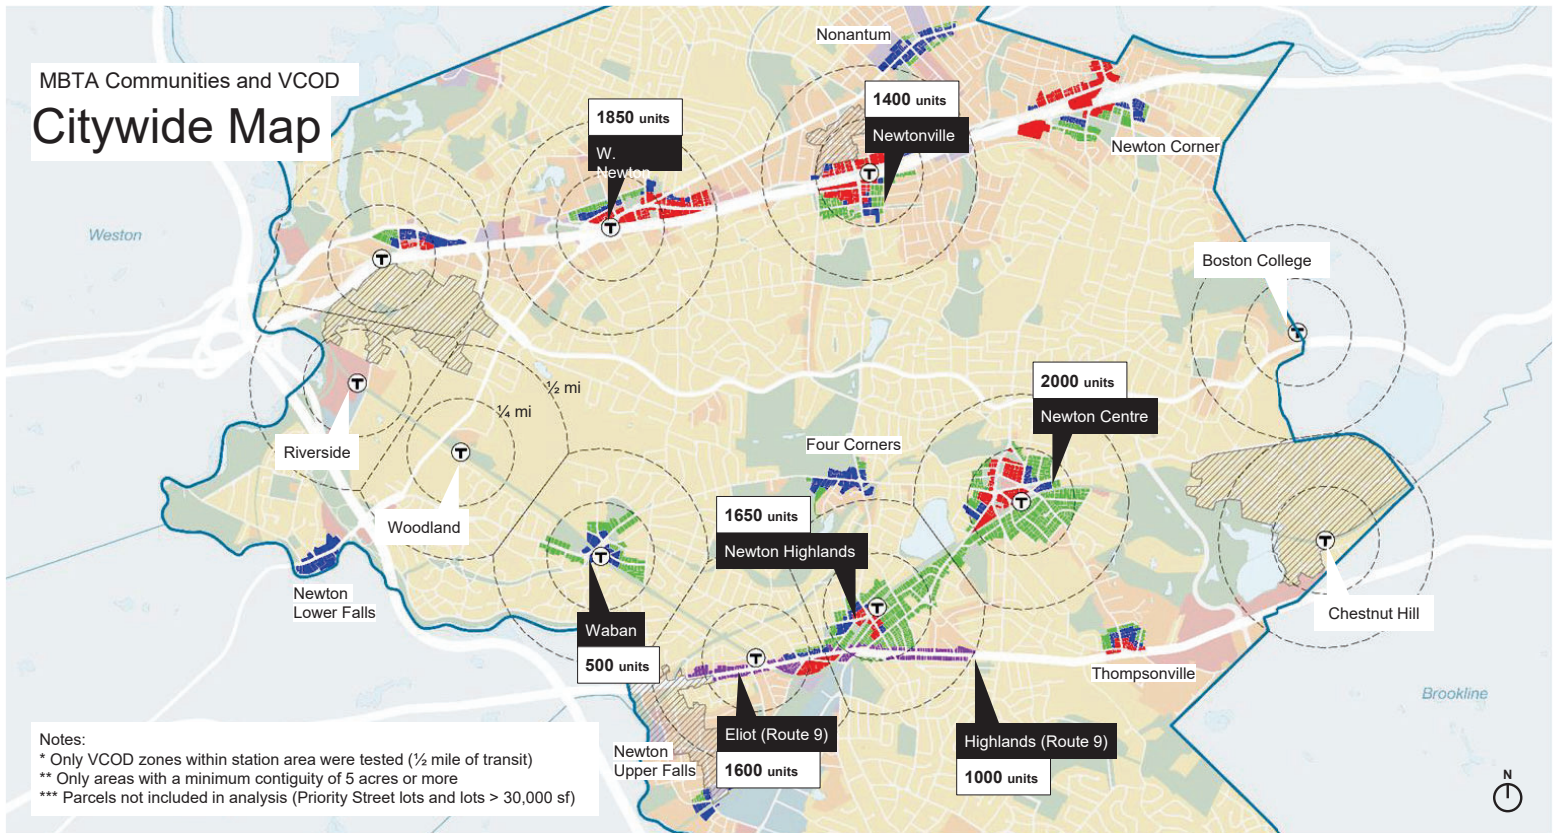 MBTA Communities and VCOD
Citywide Map
Nonantum
1850 units
W.
Newton
1400 units
Newtonville
Newton Corner
Weston
T
T
T
Boston College
T
½ mi
¼ mi
T
Riverside
2000 units
Newton Centre
Four Corners
T
Woodland
1650 units
Newton Highlands
T
T
T
Newton
Lower Falls
Waban
500 units
T
T
Chestnut Hill
Thompsonville
Brookline
Eliot (Route 9)
1600 units
Highlands (Route 9)
1000 units
Newton
Upper Falls
Notes:
* Only VCOD zones within station area were tested (½ mile of transit)
** Only areas with a minimum contiguity of 5 acres or more
*** Parcels not included in analysis (Priority Street lots and lots > 30,000 sf)
N